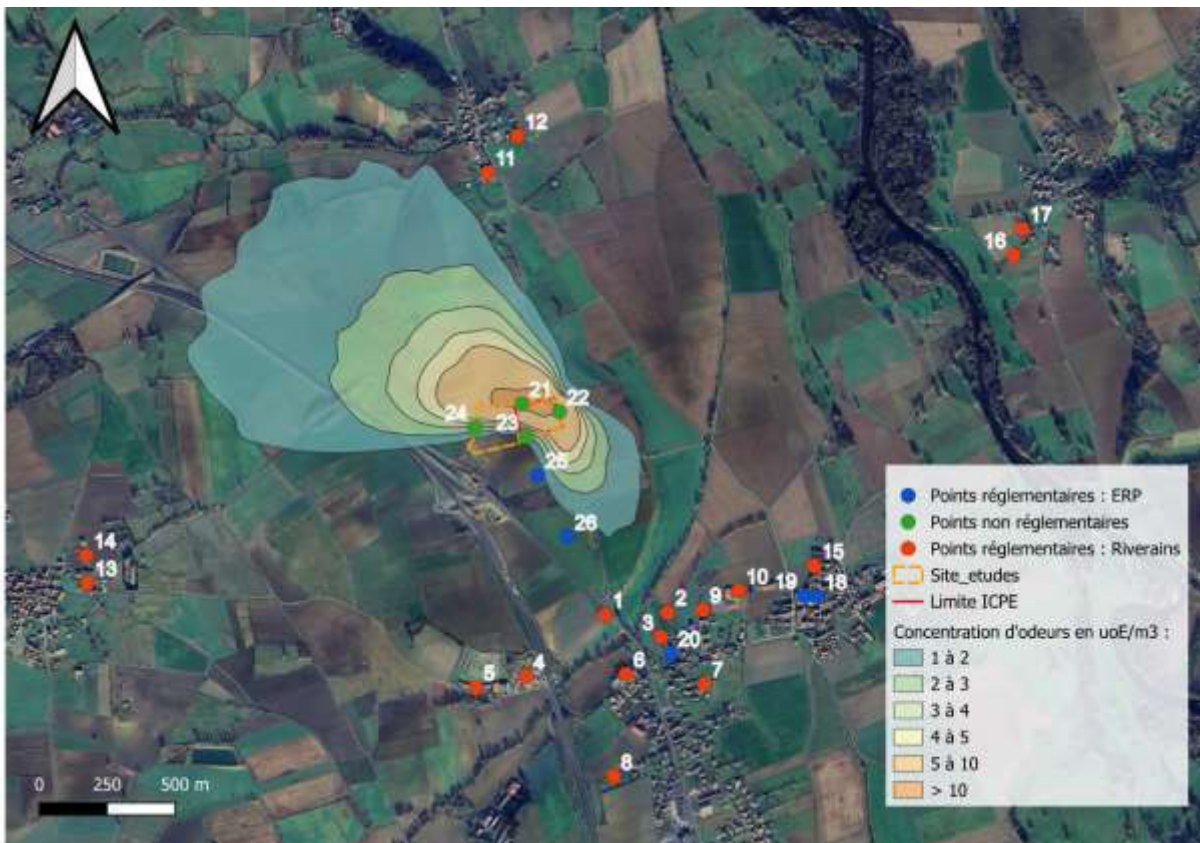 12
11
17
16
21
22
24
23
25
26
14
13
15
10
19
18
1
2
9
3
20
4
5
6
7
8
Points réglementaires : ERP
Points non réglementaires
Points réglementaires : Riverains
Site_etudes
Limite ICPE
Concentration d'odeurs en uoE/m3 :
1 à 2
2 à 3
3 à 4
4 à 5
5 à 10
> 10
0 250 500 m